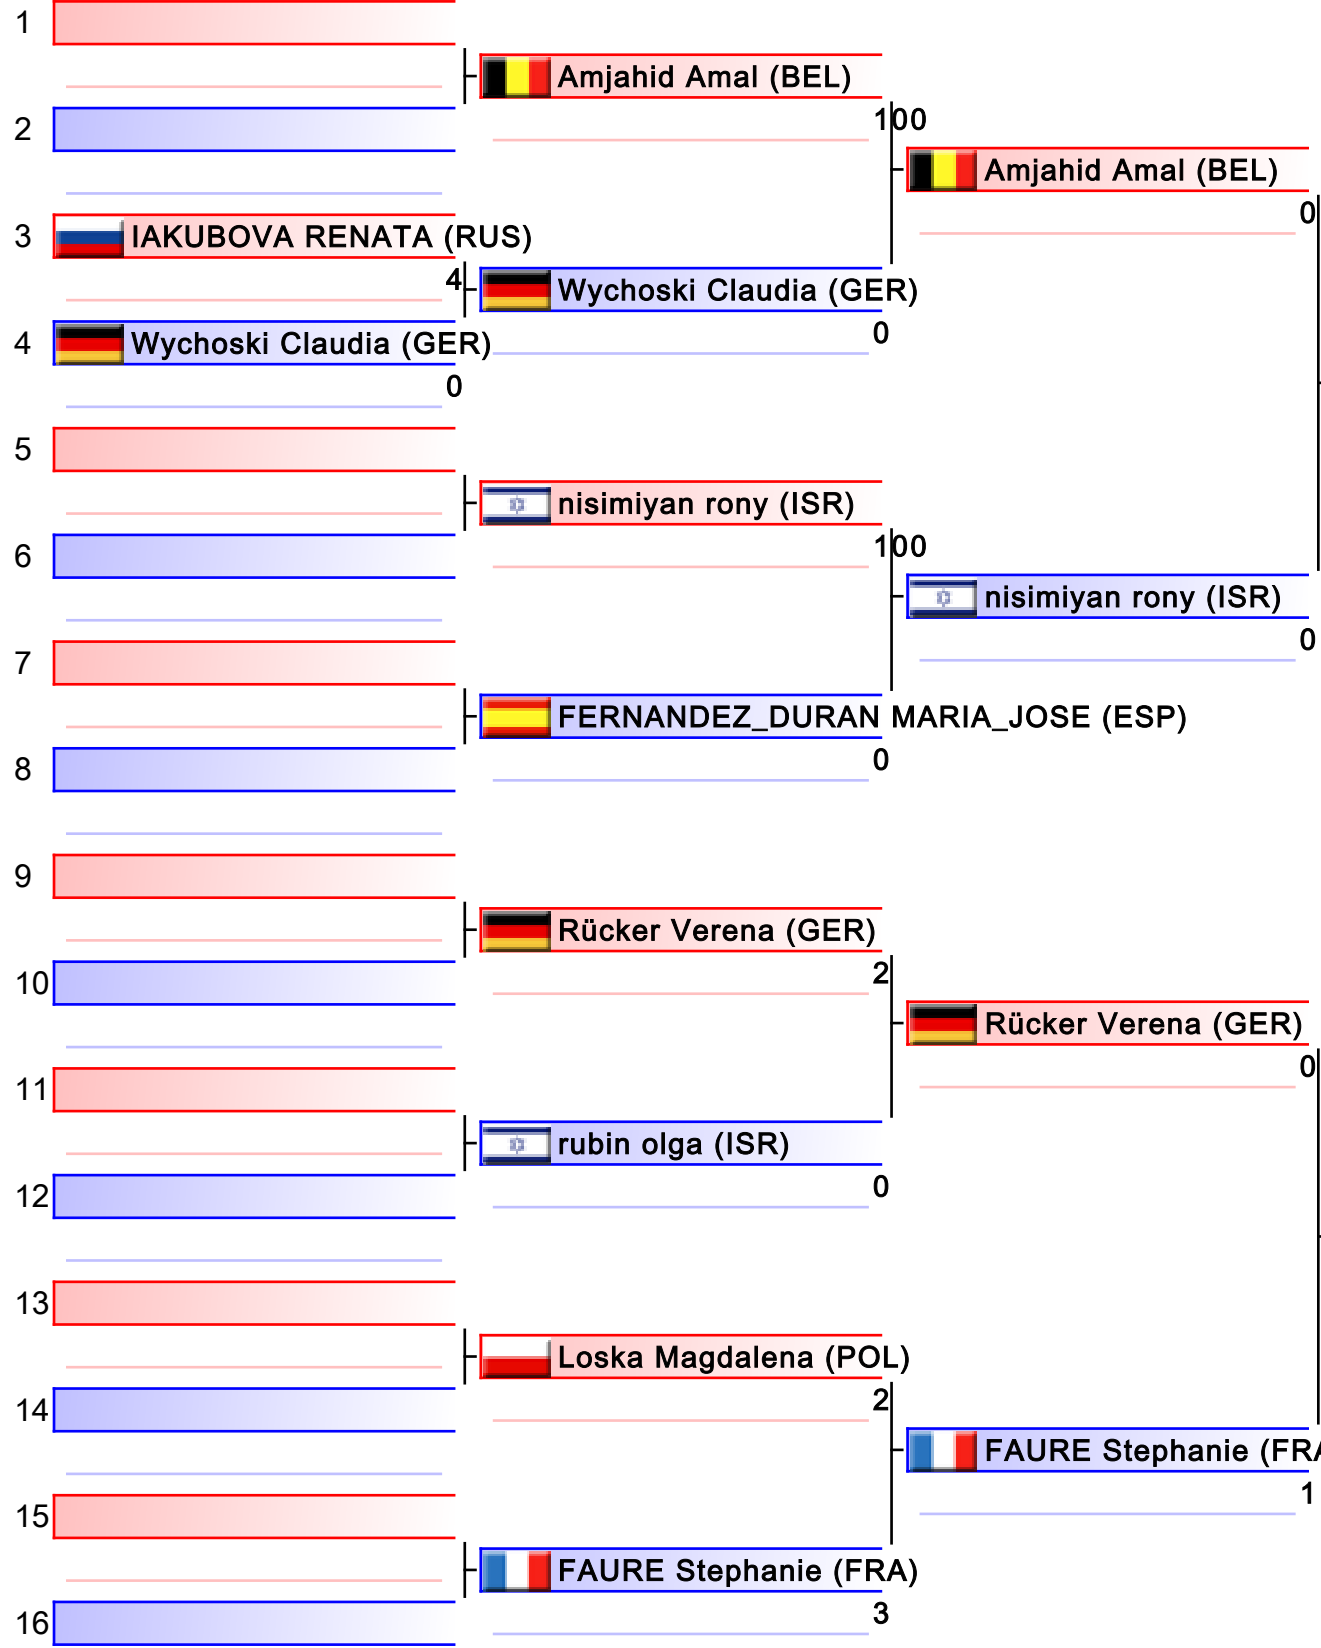 1
Amjahid Amal (BEL)
100
2
Amjahid Amal (BEL)
0
3 IAKUBOVA RENATA (RUS)
4
Wychoski Claudia (GER)
0
4 Wychoski Claudia (GER)
0
5
nisimiyan rony (ISR)
100
6
nisimiyan rony (ISR)
0
7
FERNANDEZ_DURAN MARIA_JOSE (ESP)
0
8
9
Rücker Verena (GER)
2
10
Rücker Verena (GER)
0
11
rubin olga (ISR)
0
12
13
Loska Magdalena (POL)
2
14
FAURE Stephanie (FRA
1
15
FAURE Stephanie (FRA)
3
16